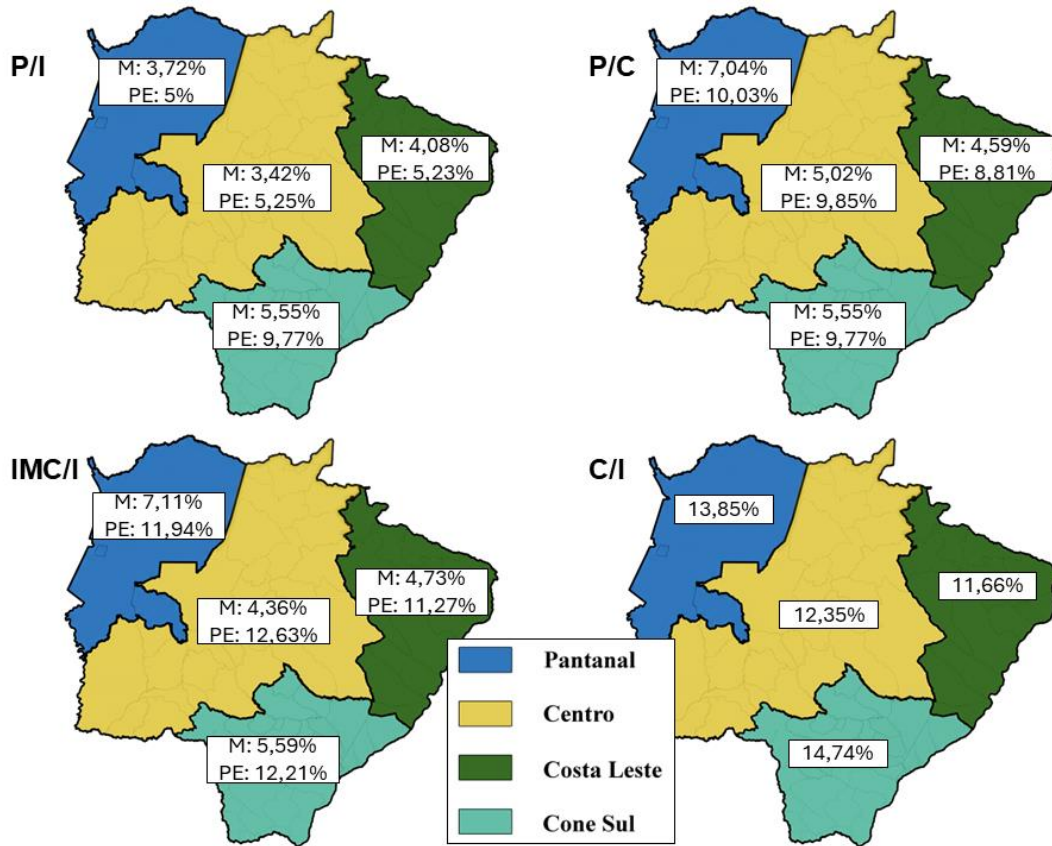 P/I
M: 3,72%
PE: 5%
M: 4,08%
PE: 5,23%
M: 3,42%
PE: 5,25%
M: 5,55%
PE: 9,77%
P/C
M: 7,04%
PE: 10,03%
M: 4,59%
PE: 8,81%
M: 5,02%
PE: 9,85%
M: 5,55%
PE: 9,77%
IMC/I
M: 7,11%
PE: 11,94%
M: 4,73%
PE: 11,27%
M: 4,36%
PE: 12,63%
M: 5,59%
PE: 12,21%
C/I
13,85%
11,66%
12,35%
14,74%
Pantanal
Centro
Costa Leste
Cone Sul